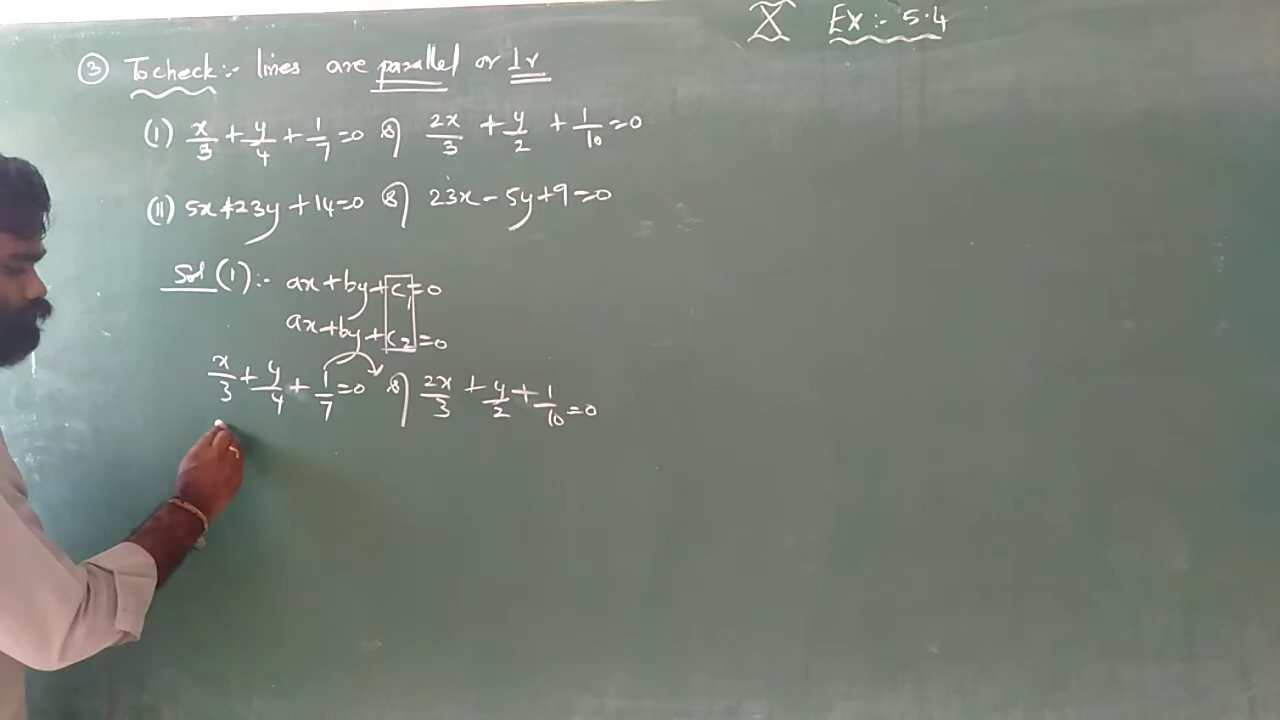 X Ex:- 5.4
③ To check:- lines are parallel or ⊥r
(i) x/3 + y/4 + 1/7 = 0 & 2x/3 + y/2 + 1/10 = 0
(ii) 5x+23y+14=0 & 23x-5y+9=0
Sol (1):- ax+by+c₁=0
ax+by+c₂=0
x/3 + y/4 + 1/7 = 0 & 2x/3 + y/2 + 1/10 = 0